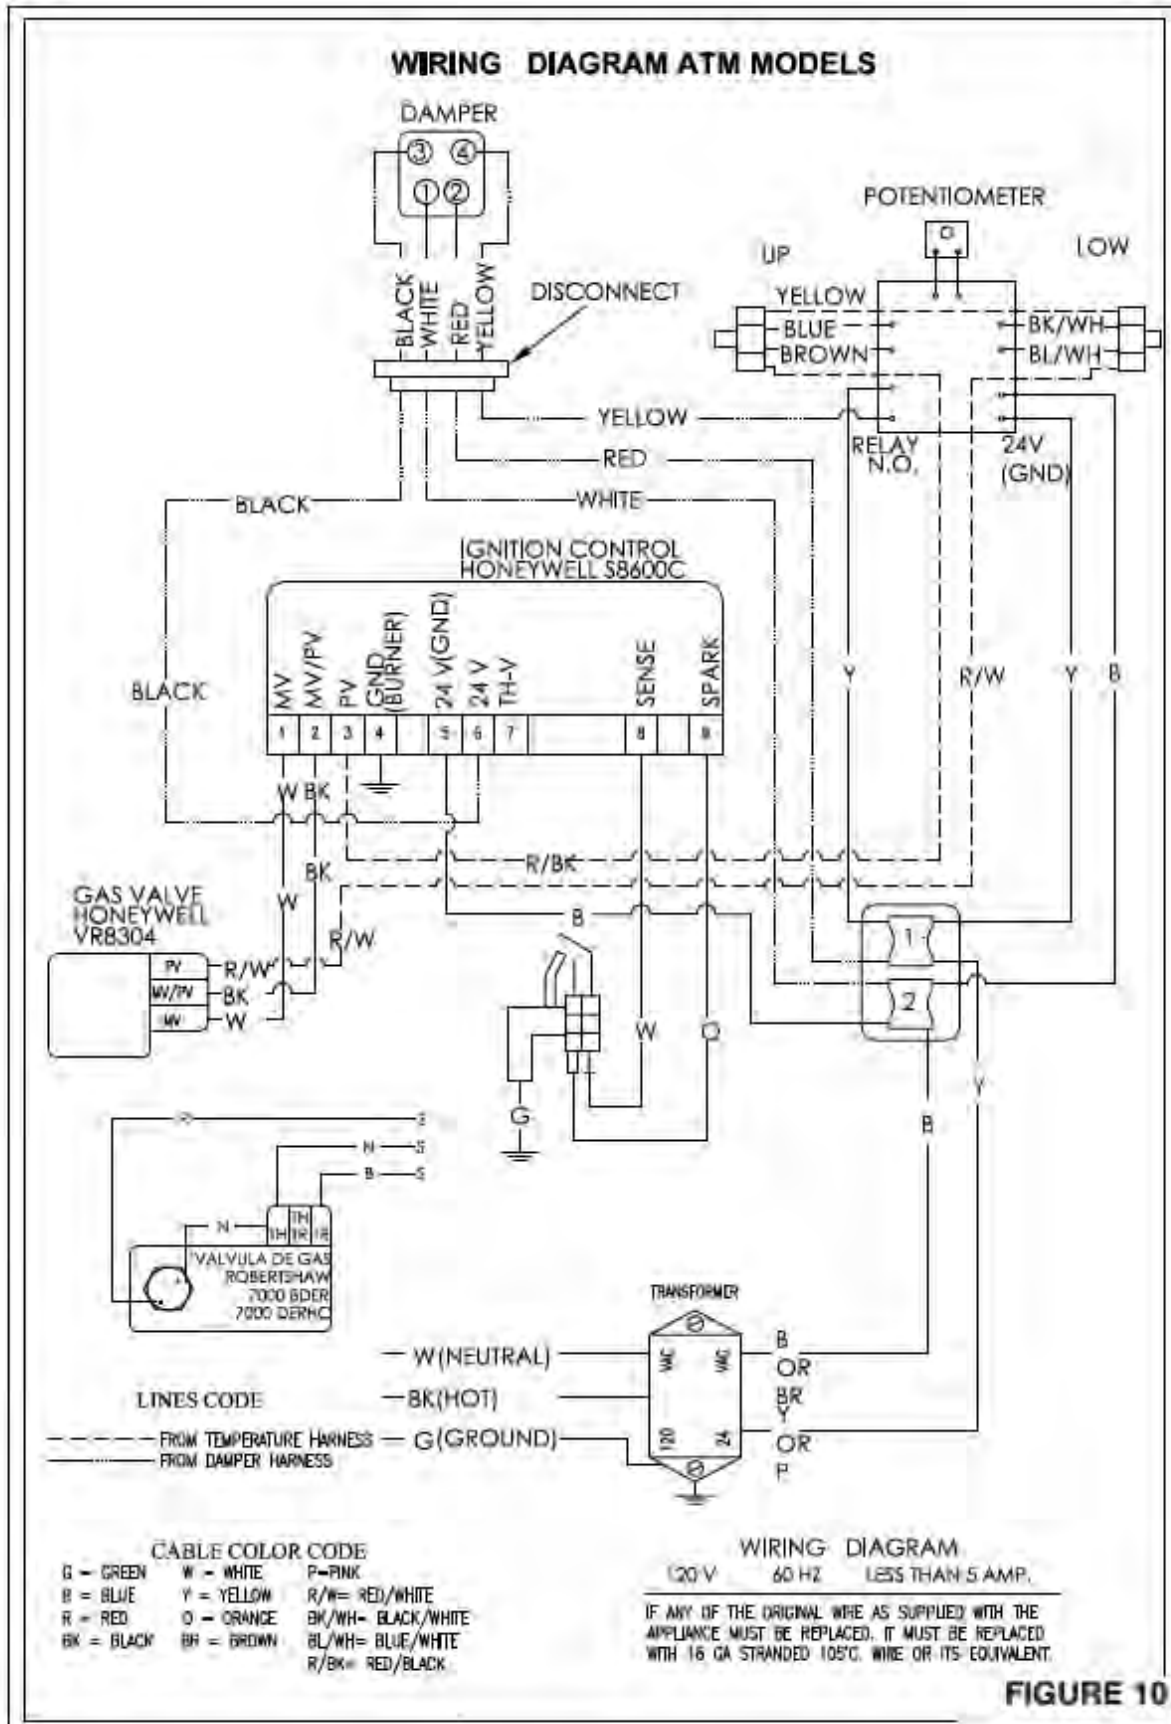 WIRING DIAGRAM ATM MODELS
DAMPER
3 4
1 2
BLACK
WHITE
RED
YELLOW
DISCONNECT
POTENTIOMETER
UP
LOW
YELLOW
BLUE
BROWN
BK/WH
BL/WH
YELLOW
RED
WHITE
BLACK
RELAY
N.O.
24V
(GND)
IGNITION CONTROL
HONEYWELL S8600C
MV
MV/PV
PV
GND
(BURNER)
24 V(GND)
24 V
TH-V
SENSE
SPARK
1 2 3 4 5 6 7 8 9
BLACK
Y
R/W
Y
B
W
BK
W
BK
R/BK
R/W
B
GAS VALVE
HONEYWELL
VR8304
PV
MV/PV
MV
R/W
BK
W
1
2
W
O
G
Y
B
N
S
B
S
N
TH
TH
TR
TR
VALVULA DE GAS
ROBERTSHAW
7000 BDER
7000 DERHC
TRANSFORMER
VAC
VAC
120
24
W(NEUTRAL)
BK(HOT)
G(GROUND)
B
OR
BR
Y
OR
P
LINES CODE
FROM TEMPERATURE HARNESS
FROM DAMPER HARNESS
CABLE COLOR CODE
G = GREEN W = WHITE P=PINK
B = BLUE Y = YELLOW R/W= RED/WHITE
R = RED O = ORANGE BK/WH= BLACK/WHITE
BK = BLACK BR = BROWN BL/WH= BLUE/WHITE
R/BK= RED/BLACK
WIRING DIAGRAM
120 V 60 HZ LESS THAN 5 AMP.
IF ANY OF THE ORIGINAL WIRE AS SUPPLIED WITH THE
APPLIANCE MUST BE REPLACED, IT MUST BE REPLACED
WITH 16 GA STRANDED 105°C. WIRE OR ITS EQUIVALENT.
FIGURE 10